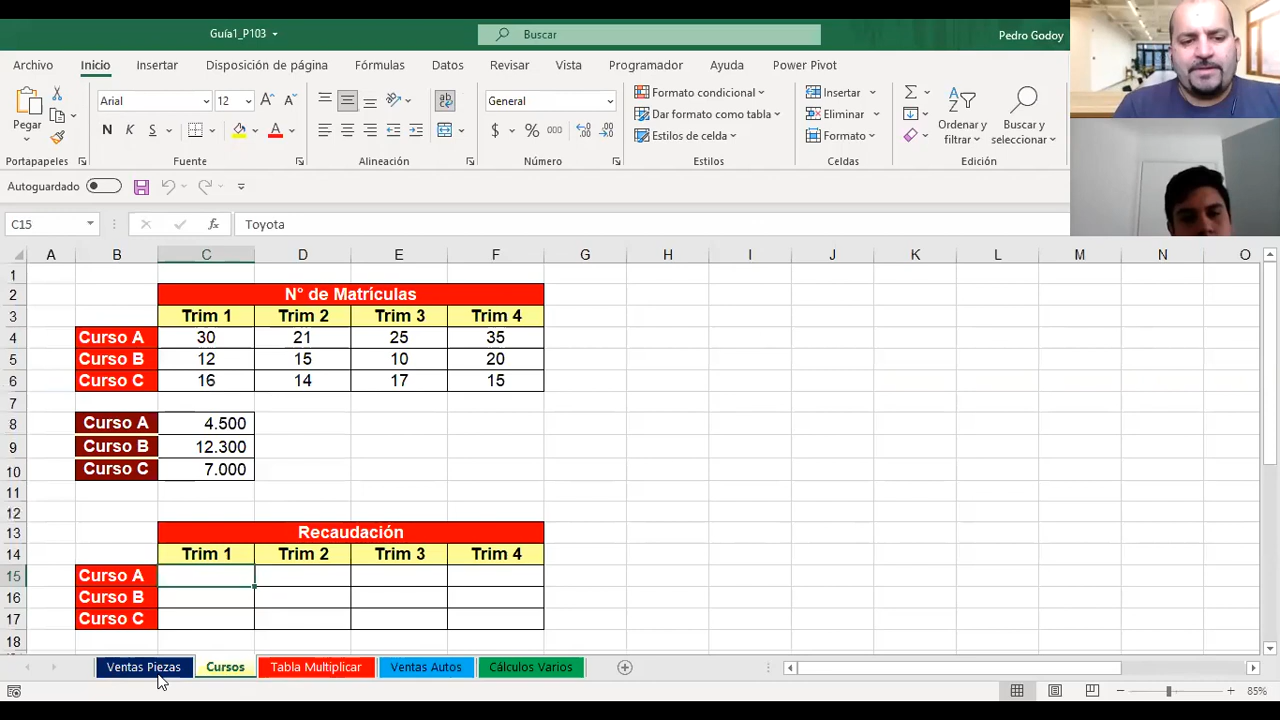 Guía1_P103
Buscar
Pedro Godoy
Archivo Inicio Insertar Disposición de página Fórmulas Datos Revisar Vista Programador Ayuda Power Pivot
Pegar
Arial 12
N K S
General
$ % 000
Formato condicional
Dar formato como tabla
Estilos de celda
Insertar
Eliminar
Formato
Ordenar y filtrar
Buscar y seleccionar
Portapapeles Fuente Alineación Número Estilos Celdas Edición
Autoguardado
C15 fx Toyota
A B C D E F G H I J K L M N O
1
2 N° de Matrículas
3 Trim 1 Trim 2 Trim 3 Trim 4
4 Curso A 30 21 25 35
5 Curso B 12 15 10 20
6 Curso C 16 14 17 15
7
8 Curso A 4.500
9 Curso B 12.300
10 Curso C 7.000
11
12
13 Recaudación
14 Trim 1 Trim 2 Trim 3 Trim 4
15 Curso A
16 Curso B
17 Curso C
18
Ventas Piezas Cursos Tabla Multiplicar Ventas Autos Cálculos Varios
85%